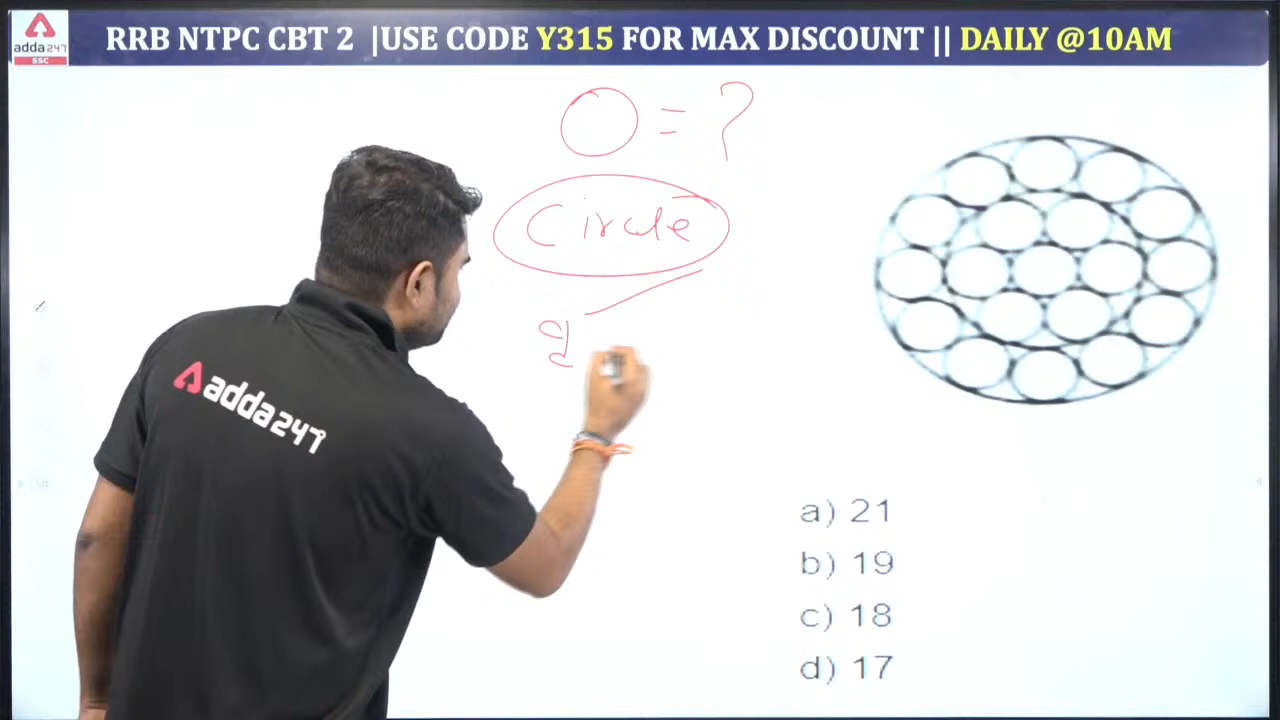 adda247
SSC
RRB NTPC CBT 2 |USE CODE Y315 FOR MAX DISCOUNT || DAILY @10AM
= ?
Circle
adda247
a) 21
b) 19
c) 18
d) 17